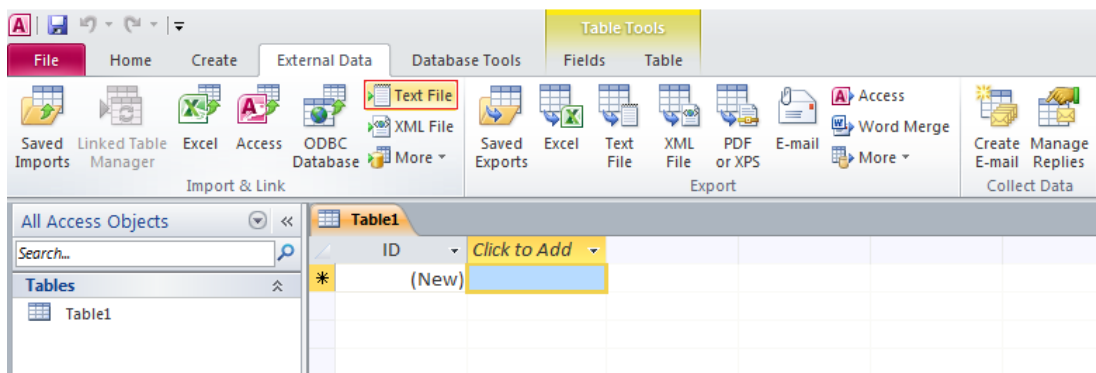 Table Tools
File Home Create External Data Database Tools Fields Table
Saved Imports
Linked Table Manager
Excel
Access
ODBC Database
Text File
XML File
More
Import & Link
Saved Exports
Excel
Text File
XML File
PDF or XPS
E-mail
Access
Word Merge
More
Export
Create E-mail
Manage Replies
Collect Data
All Access Objects
Search...
Tables
Table1
Table1
ID Click to Add
(New)